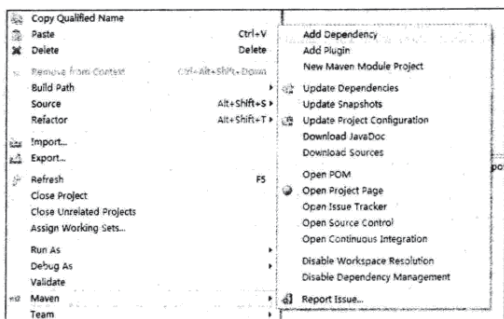 Copy Qualified Name
Paste Ctrl+V
Delete Delete
Remove from Context Ctrl+Alt+Shift+Down
Build Path
Source Alt+Shift+S
Refactor Alt+Shift+T
Import...
Export...
Refresh F5
Close Project
Close Unrelated Projects
Assign Working Sets...
Run As
Debug As
Validate
Maven
Team
Add Dependency
Add Plugin
New Maven Module Project
Update Dependencies
Update Snapshots
Update Project Configuration
Download JavaDoc
Download Sources
Open POM
Open Project Page
Open Issue Tracker
Open Source Control
Open Continuous Integration
Disable Workspace Resolution
Disable Dependency Management
Report Issue...
po